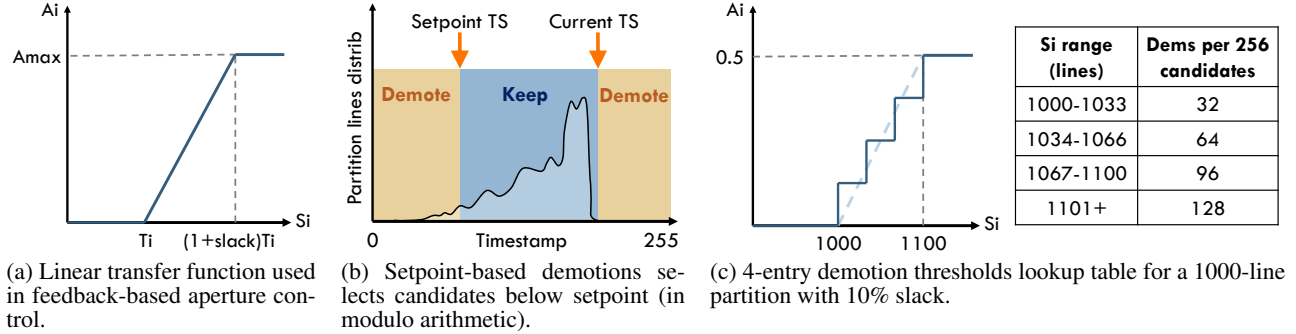 Ai
Amax
Si
Ti
(1+slack)Ti
(a) Linear transfer function used
in feedback-based aperture con-
trol.
Setpoint TS
Current TS
Partition lines distrib
Demote
Keep
Demote
0
Timestamp
255
(b) Setpoint-based demotions se-
lects candidates below setpoint (in
modulo arithmetic).
Ai
0.5
Si
1000
1100
Si range
(lines)
Dems per 256
candidates
1000-1033
32
1034-1066
64
1067-1100
96
1101+
128
(c) 4-entry demotion thresholds lookup table for a 1000-line
partition with 10% slack.